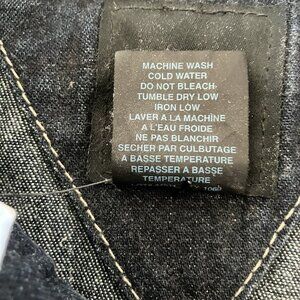 MACHINE WASH
COLD WATER
DO NOT BLEACH
TUMBLE DRY LOW
IRON LOW
LAVER A LA MACHINE
A L'EAU FROIDE
NE PAS BLANCHIR
SECHER PAR CULBUTAGE
A BASSE TEMPERATURE
REPASSER A BASSE
TEMPERATURE